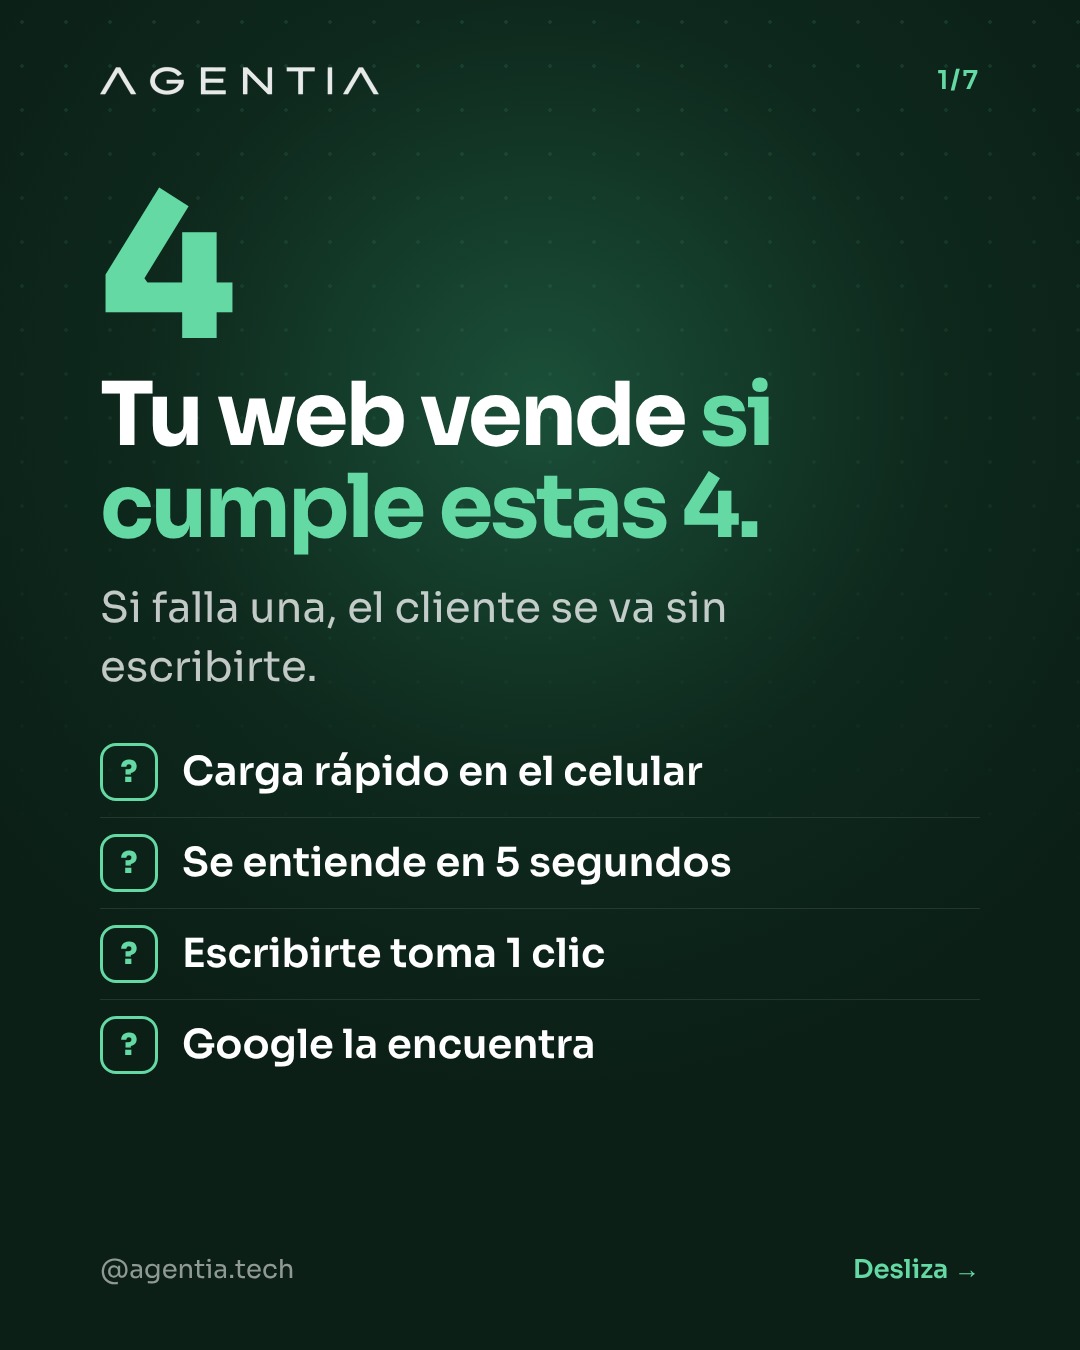 AGENTIA
1/7
4
Tu web vende si
cumple estas 4.
Si falla una, el cliente se va sin
escribirte.
? Carga rápido en el celular
? Se entiende en 5 segundos
? Escribirte toma 1 clic
? Google la encuentra
@agentia.tech
Desliza →